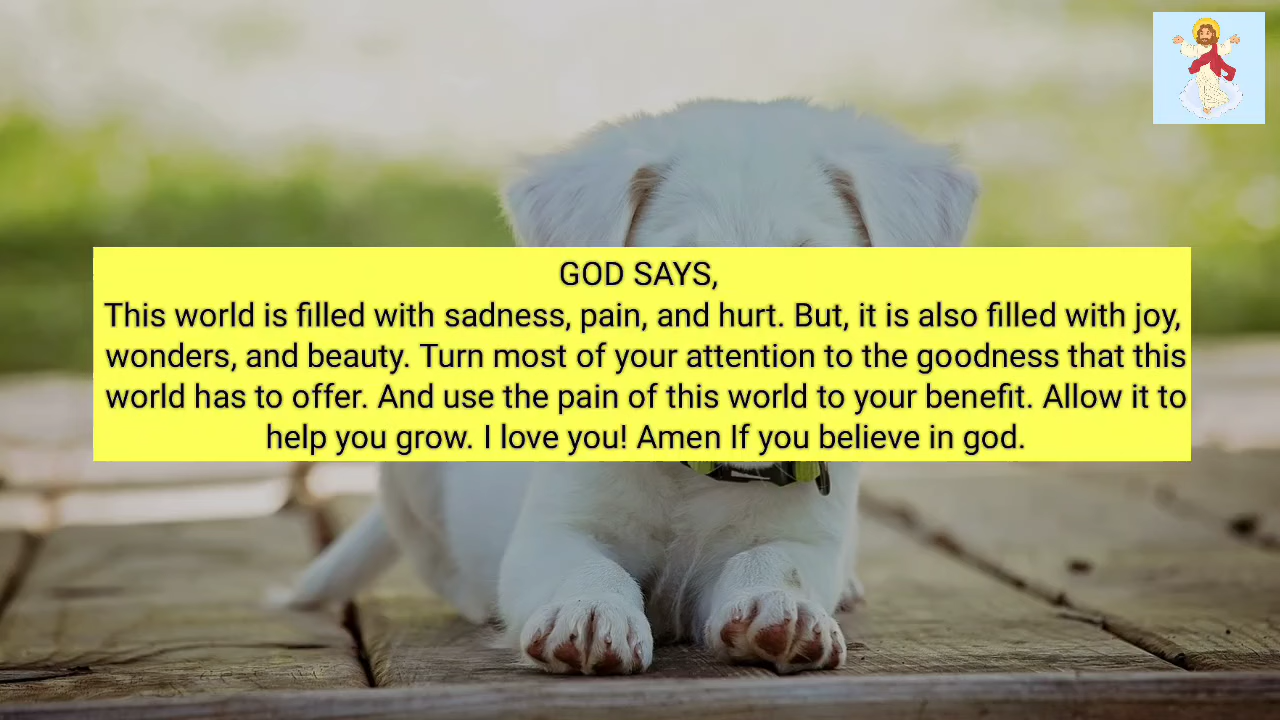 GOD SAYS,
This world is filled with sadness, pain, and hurt. But, it is also filled with joy,
wonders, and beauty. Turn most of your attention to the goodness that this
world has to offer. And use the pain of this world to your benefit. Allow it to
help you grow. I love you! Amen If you believe in god.